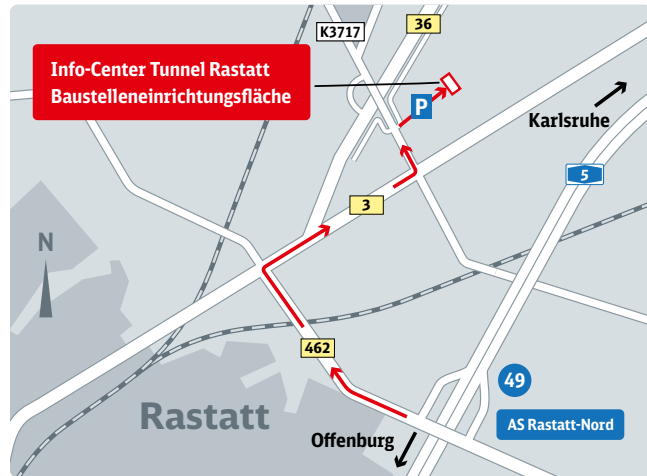 K3717
36
Info-Center Tunnel Rastatt
Baustelleneinrichtungsfläche
P
Karlsruhe
5
3
N
462
49
Rastatt
AS Rastatt-Nord
Offenburg